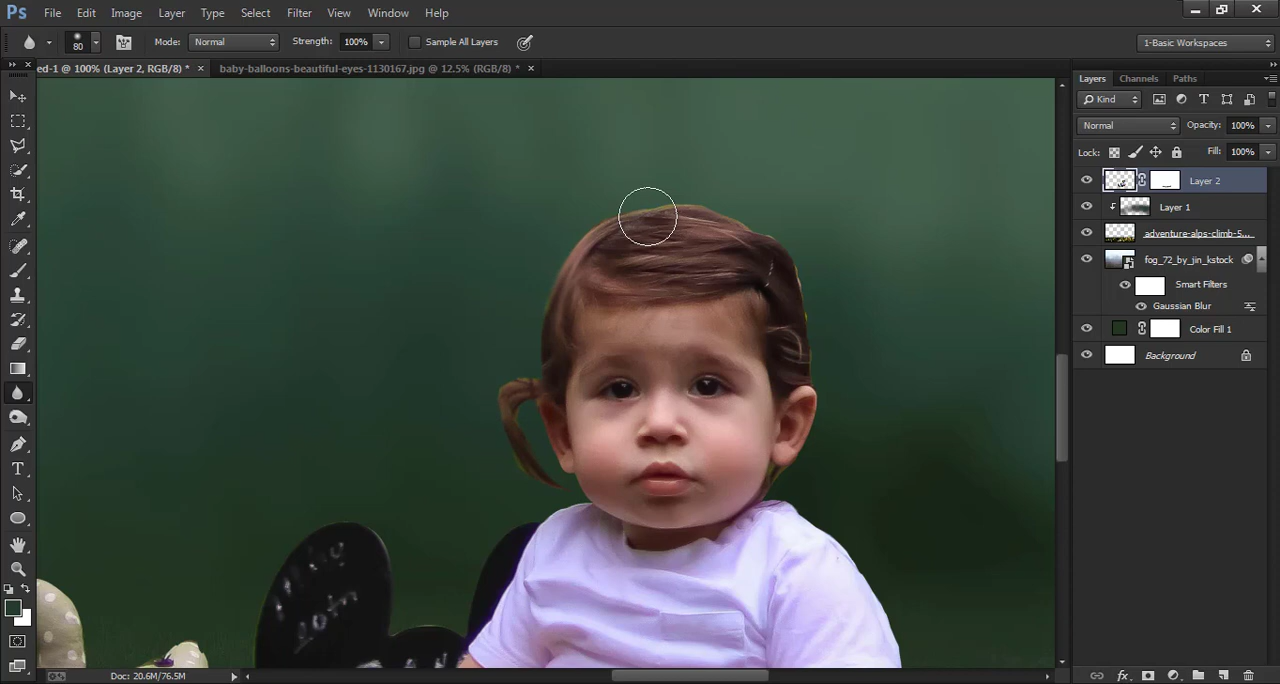 Ps File Edit Image Layer Type Select Filter View Window Help
80 Mode: Normal Strength: 100% Sample All Layers 1-Basic Workspaces
ed-1 @ 100% (Layer 2, RGB/8) * × baby-balloons-beautiful-eyes-1130167.jpg @ 12.5% (RGB/8) * ×
Layers Channels Paths
Kind
Normal Opacity: 100%
Lock: Fill: 100%
Layer 2
Layer 1
adventure-alps-climb-5...
fog_72_by_jin_kstock
Smart Filters
Gaussian Blur
Color Fill 1
Background
Doc: 20.6M/76.5M